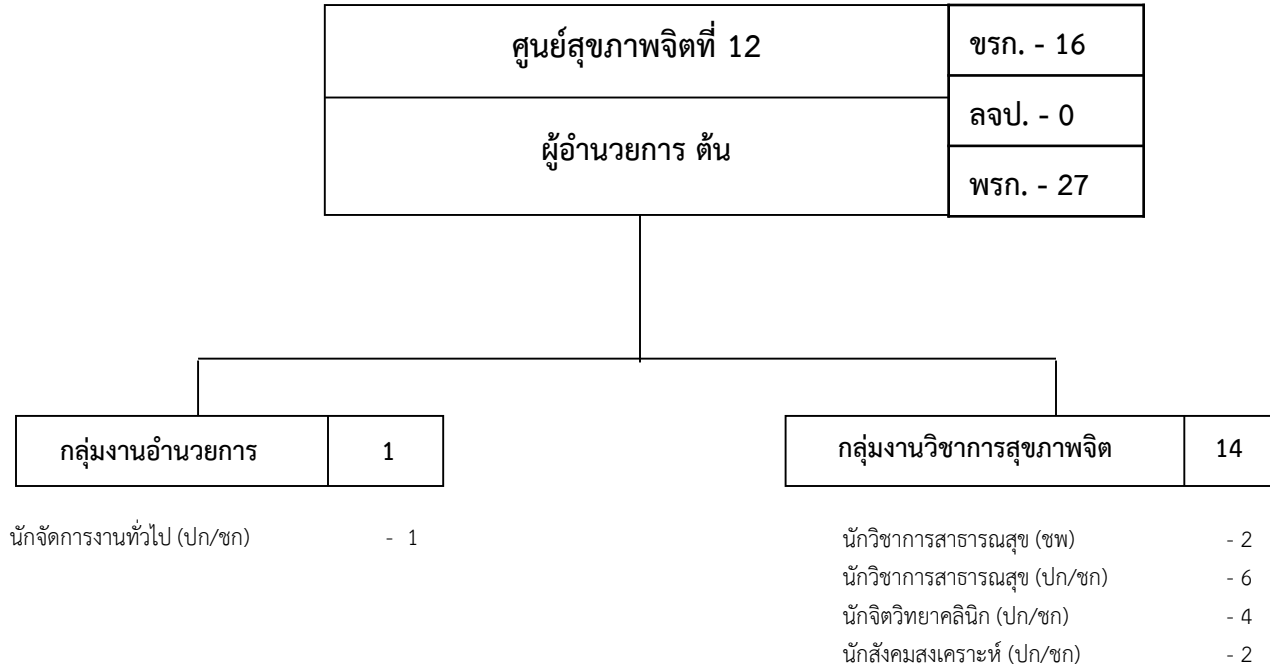 ศูนย์สุขภาพจิตที่ 12
ขรก. - 16
ผู้อำนวยการ ต้น
ลจป. - 0
พรก. - 27
กลุ่มงานอำนวยการ 1
นักจัดการงานทั่วไป (ปก/ชก) - 1
กลุ่มงานวิชาการสุขภาพจิต 14
นักวิชาการสาธารณสุข (ชพ) - 2
นักวิชาการสาธารณสุข (ปก/ชก) - 6
นักจิตวิทยาคลินิก (ปก/ชก) - 4
นักสังคมสงเคราะห์ (ปก/ชก) - 2